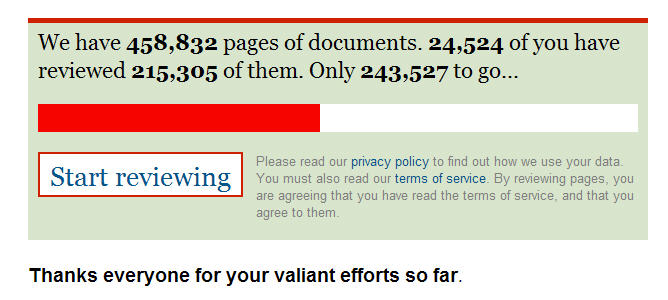 We have 458,832 pages of documents. 24,524 of you have
reviewed 215,305 of them. Only 243,527 to go...
Start reviewing
Please read our privacy policy to find out how we use your data.
You must also read our terms of service. By reviewing pages, you
are agreeing that you have read the terms of service, and that you
agree to them.
Thanks everyone for your valiant efforts so far.